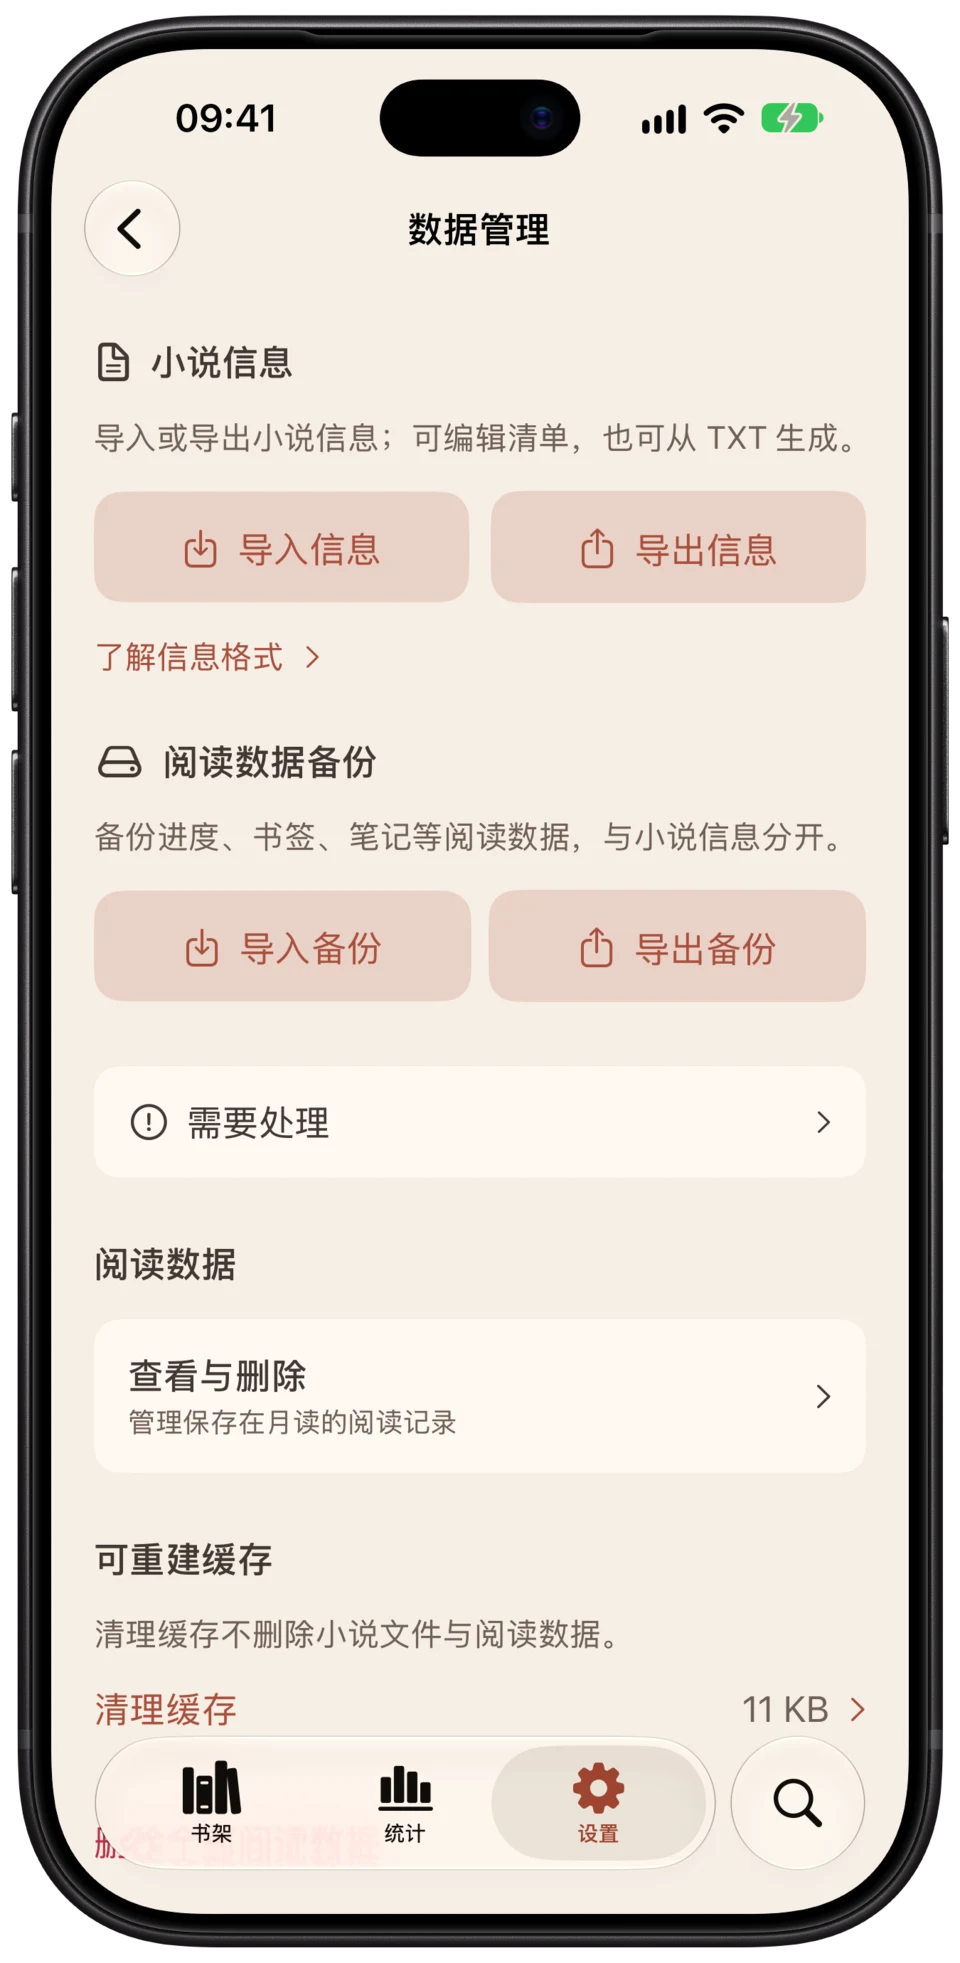 09:41
数据管理
小说信息
导入或导出小说信息；可编辑清单，也可从 TXT 生成。
导入信息
导出信息
了解信息格式
阅读数据备份
备份进度、书签、笔记等阅读数据，与小说信息分开。
导入备份
导出备份
需要处理
阅读数据
查看与删除
管理保存在月读的阅读记录
可重建缓存
清理缓存不删除小说文件与阅读数据。
清理缓存
11 KB
书架
统计
设置